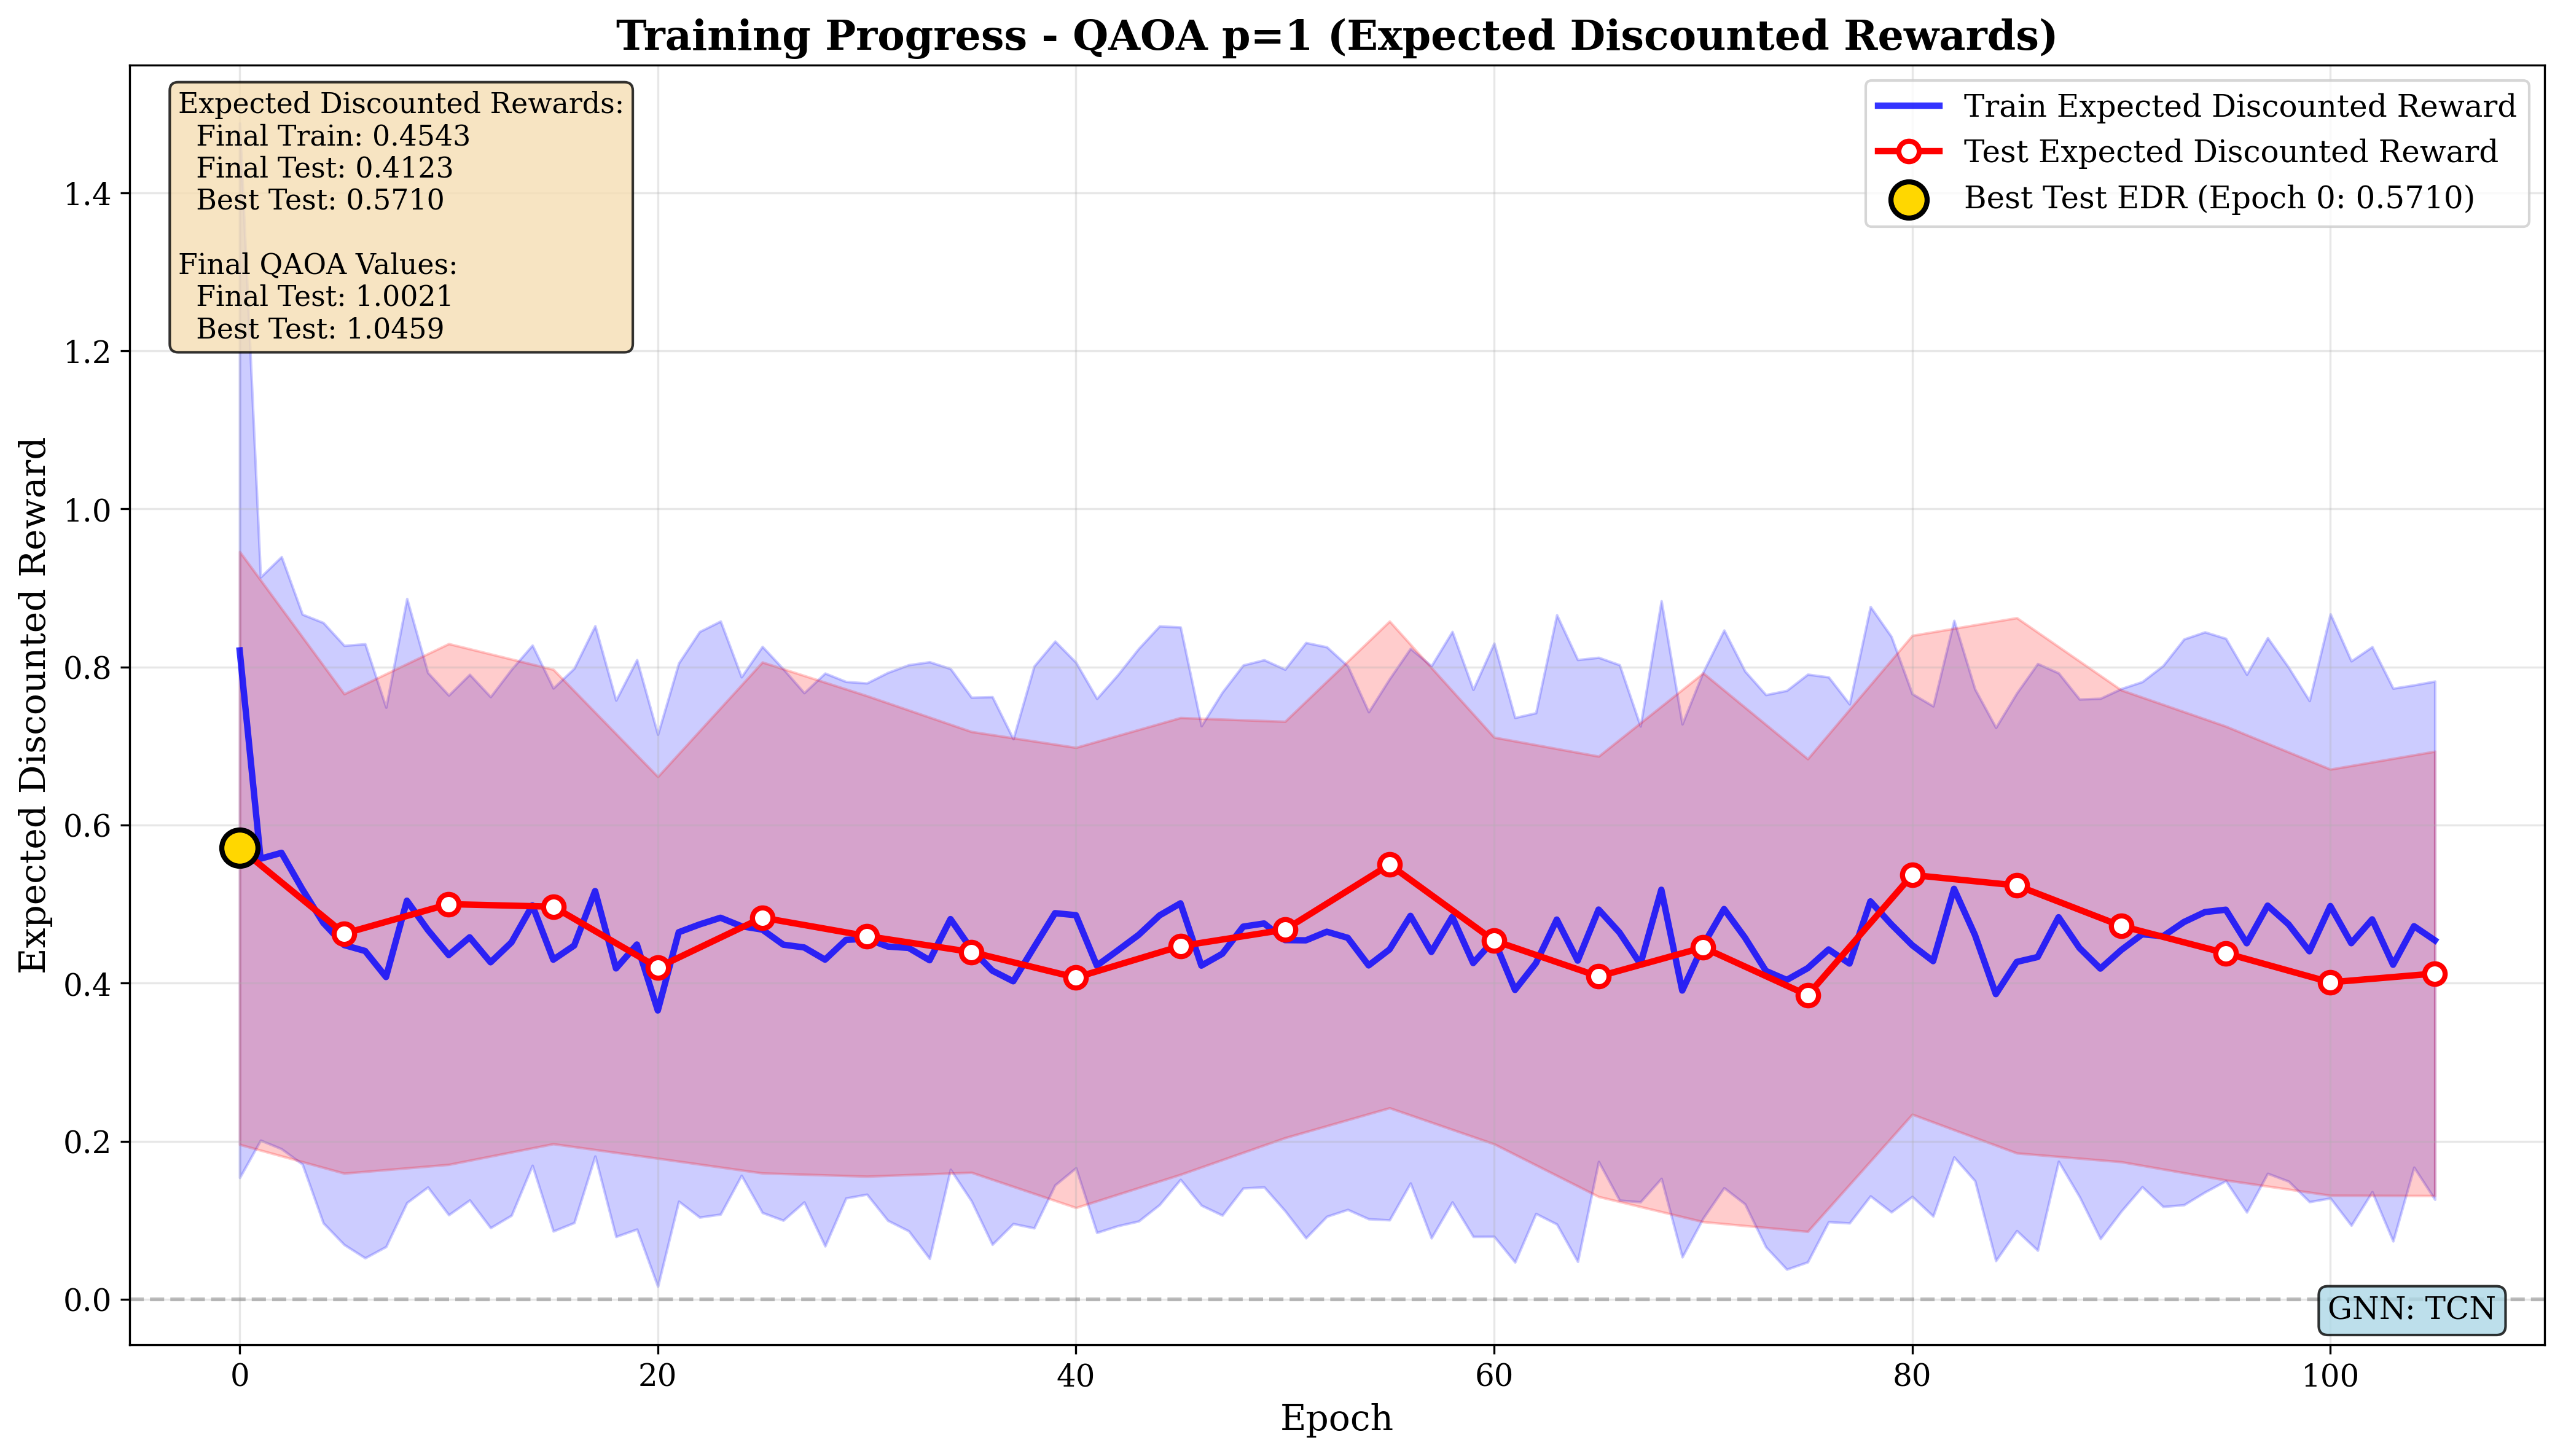 Training Progress - QAOA p=1 (Expected Discounted Rewards)
Expected Discounted Rewards:
Final Train: 0.4543
Final Test: 0.4123
Best Test: 0.5710
Final QAOA Values:
Final Test: 1.0021
Best Test: 1.0459
Train Expected Discounted Reward
Test Expected Discounted Reward
Best Test EDR (Epoch 0: 0.5710)
Expected Discounted Reward
1.4
1.2
1.0
0.8
0.6
0.4
0.2
0.0
GNN: TCN
0 20 40 60 80 100
Epoch